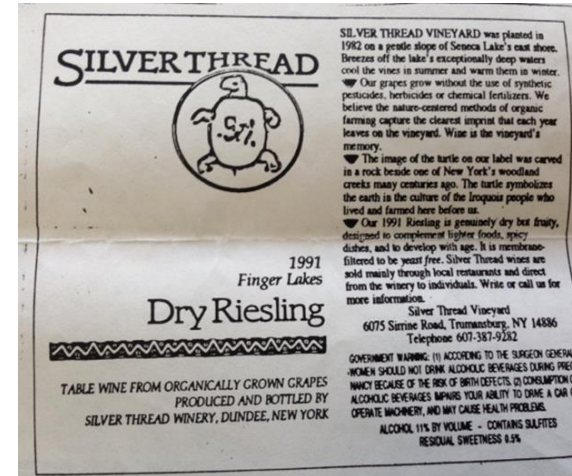 SILVER THREAD
1991
Finger Lakes
Dry Riesling
TABLE WINE FROM ORGANICALLY GROWN GRAPES
PRODUCED AND BOTTLED BY
SILVER THREAD WINERY, DUNDEE, NEW YORK
SILVER THREAD VINEYARD was planted in
1982 on a gentle slope of Seneca Lake's east shore.
Breezes off the lake's exceptionally deep waters
cool the vines in summer and warm them in winter.
Our grapes grow without the use of synthetic
pesticides, herbicides or chemical fertilizers. We
believe the nature-centered methods of organic
farming capture the clearest imprint that each year
leaves on the vineyard. Wine is the vineyard's
memory.
The image of the turtle on our label was carved
in a rock beside one of New York's woodland
creeks many centuries ago. The turtle symbolizes
the earth in the culture of the Iroquois people who
lived and farmed here before us.
Our 1991 Riesling is genuinely dry but fruity,
designed to complement lighter foods, spicy
dishes, and to develop with age. It is membrane-
filtered to be yeast free. Silver Thread wines are
sold mainly through local restaurants and direct
from the winery to individuals. Write or call us for
more information.
Silver Thread Vineyard
6075 Sirrine Road, Trumansburg, NY 14886
Telephone 607-387-9282
GOVERNMENT WARNING: (1) ACCORDING TO THE SURGEON GENERAL
WOMEN SHOULD NOT DRINK ALCOHOLIC BEVERAGES DURING PREG
NANCY BECAUSE OF THE RISK OF BIRTH DEFECTS. (2) CONSUMPTION O
ALCOHOLIC BEVERAGES IMPAIRS YOUR ABILITY TO DRIVE A CAR O
OPERATE MACHINERY, AND MAY CAUSE HEALTH PROBLEMS.
ALCOHOL 11% BY VOLUME - CONTAINS SULFITES
RESIDUAL SWEETNESS 0.5%